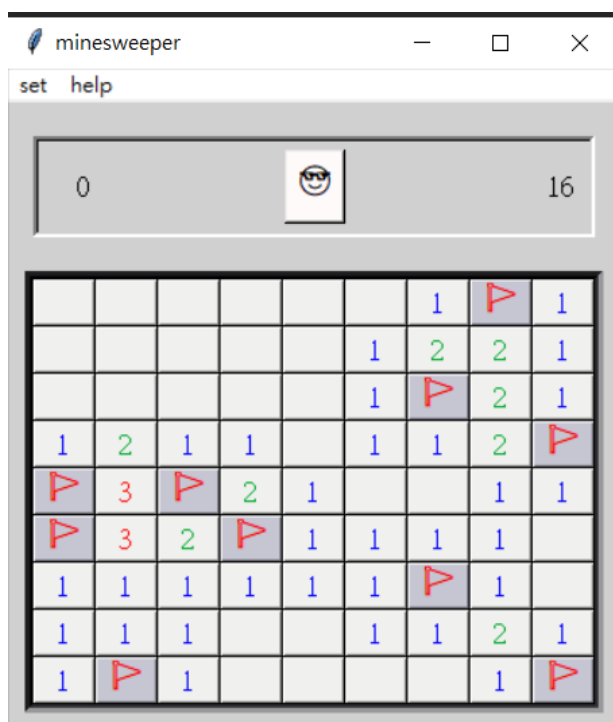 minesweeper
set help
0 16
1 1
1 2 2 1
1 2 1
1 2 1 1 1 1 2
3 2 1 1 1
3 2 1 1 1 1
1 1 1 1 1 1 1
1 1 1 1 1 2 1
1 1 1